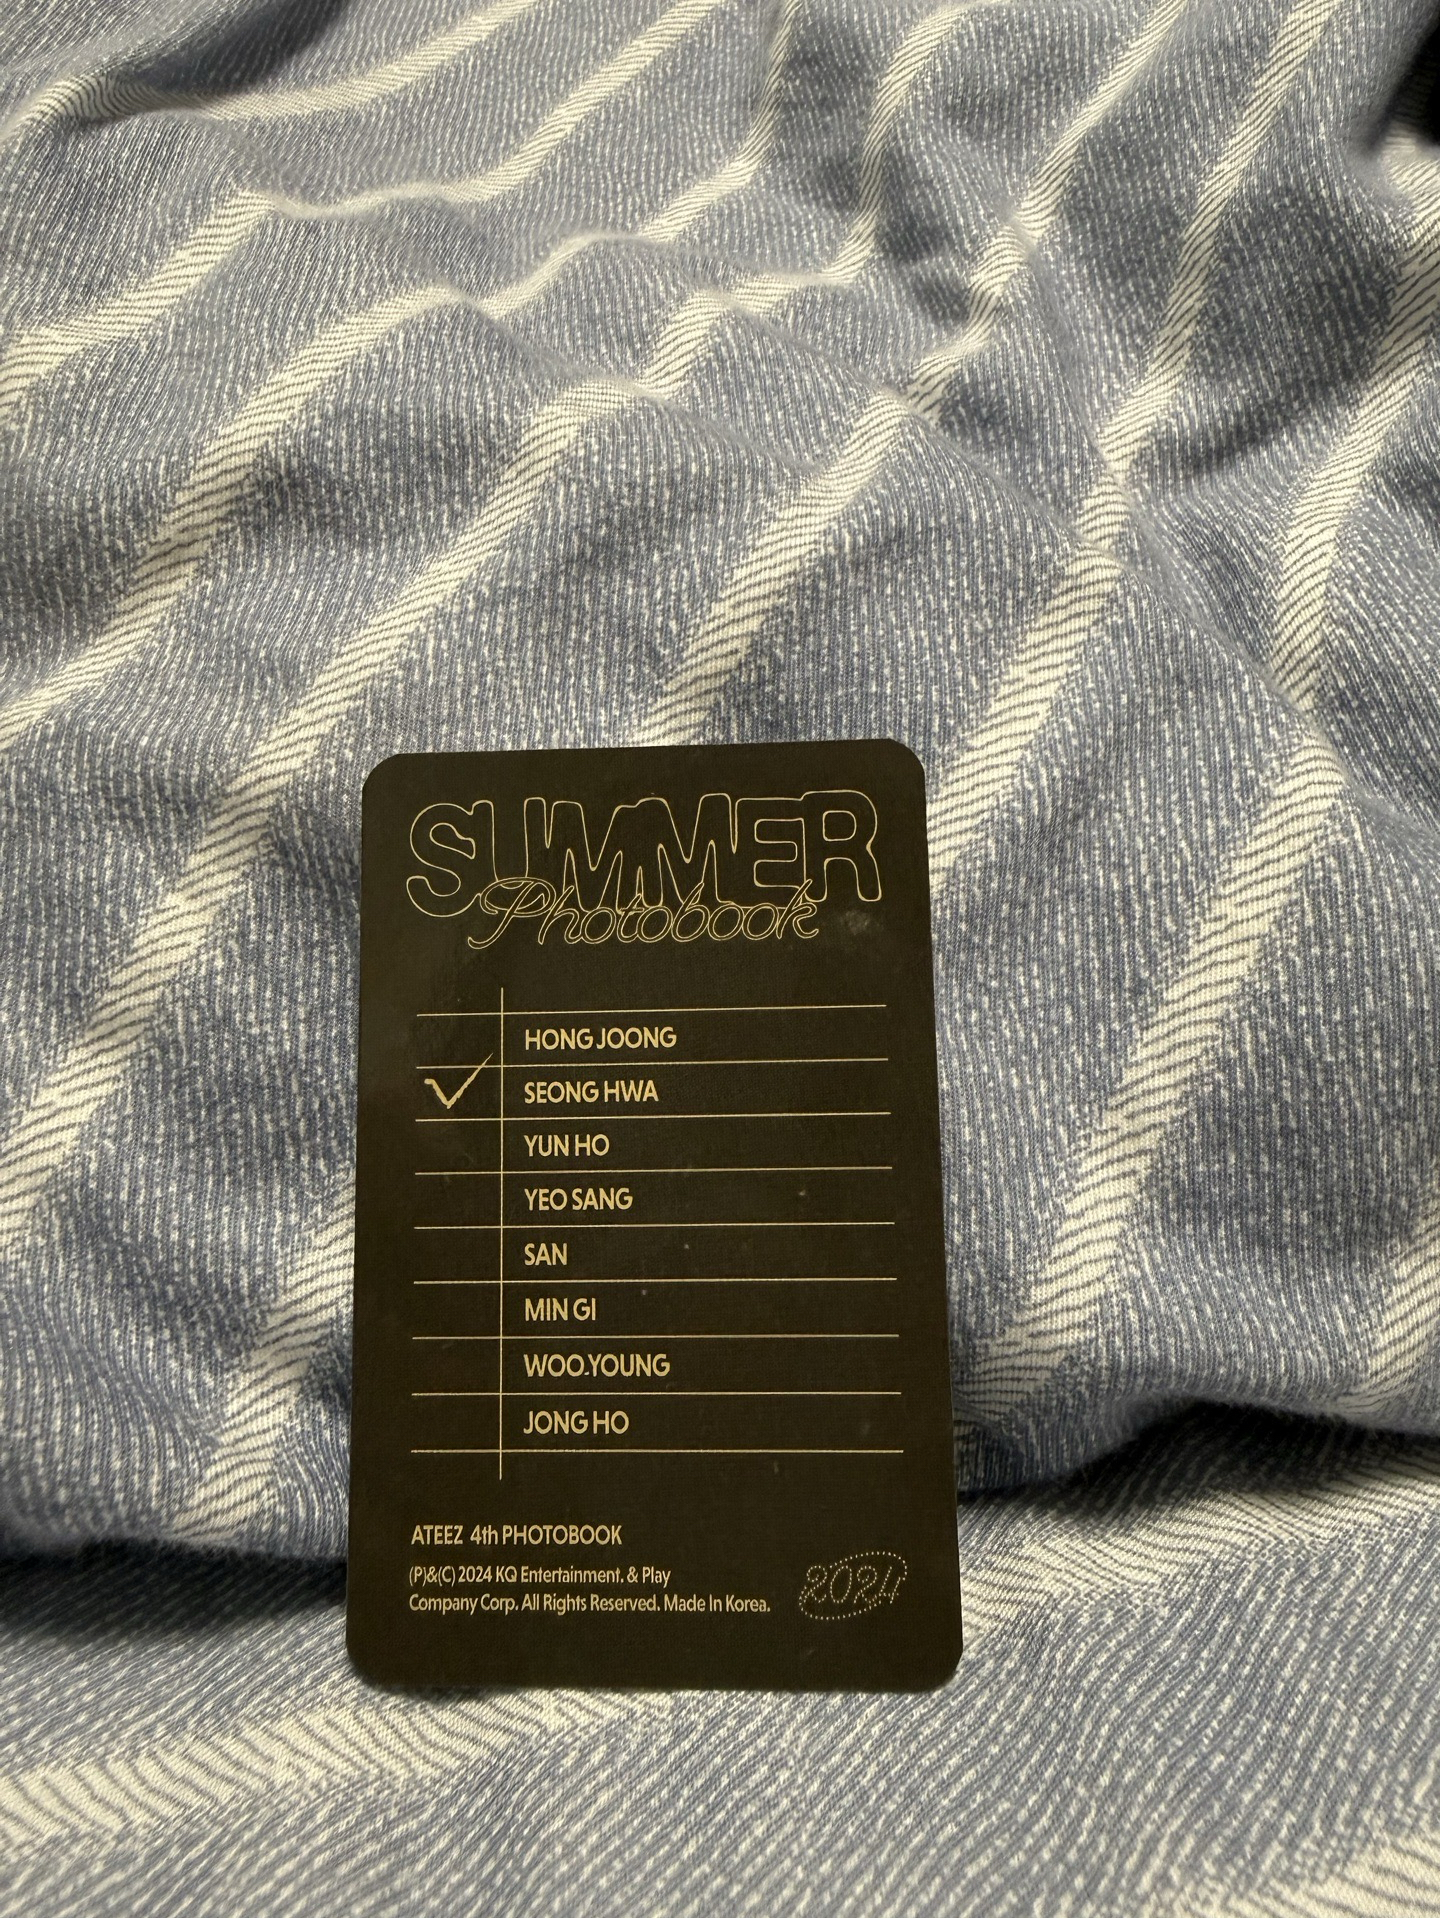 SUMMER
Photobook
HONG JOONG
SEONG HWA
YUN HO
YEO SANG
SAN
MIN GI
WOO.YOUNG
JONG HO
ATEEZ 4th PHOTOBOOK
(P)&(C) 2024 KQ Entertainment. & Play
Company Corp. All Rights Reserved. Made In Korea.
2024